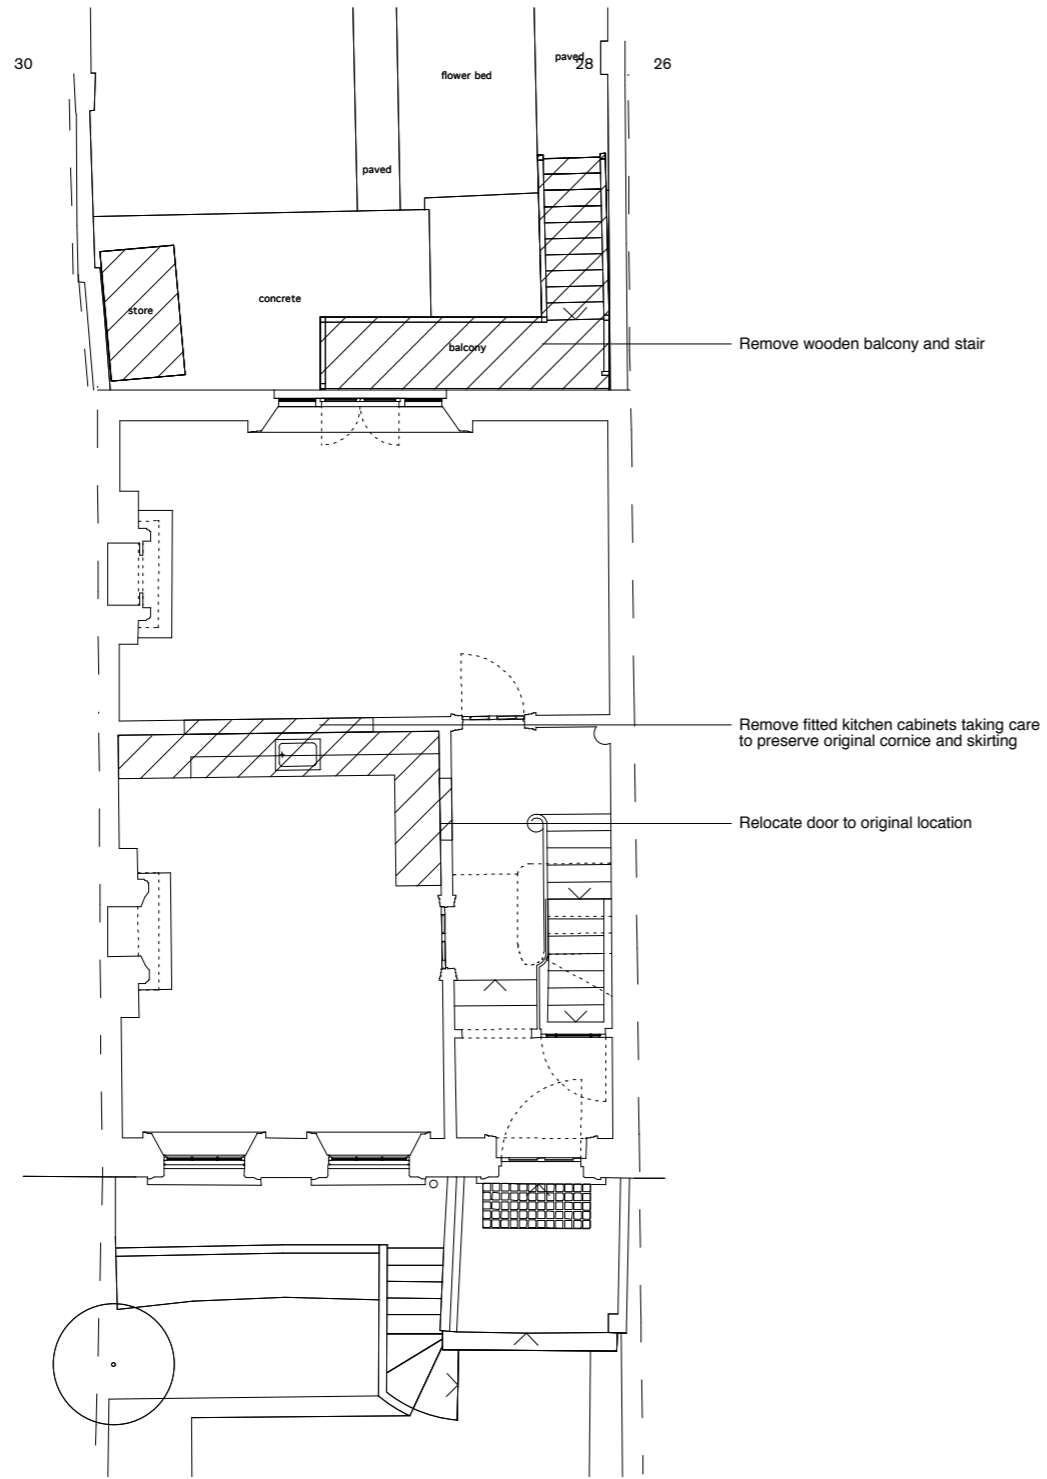 30
flower bed
paved
28
26
paved
store
concrete
balcony
Remove wooden balcony and stair
Remove fitted kitchen cabinets taking care
to preserve original cornice and skirting
Relocate door to original location